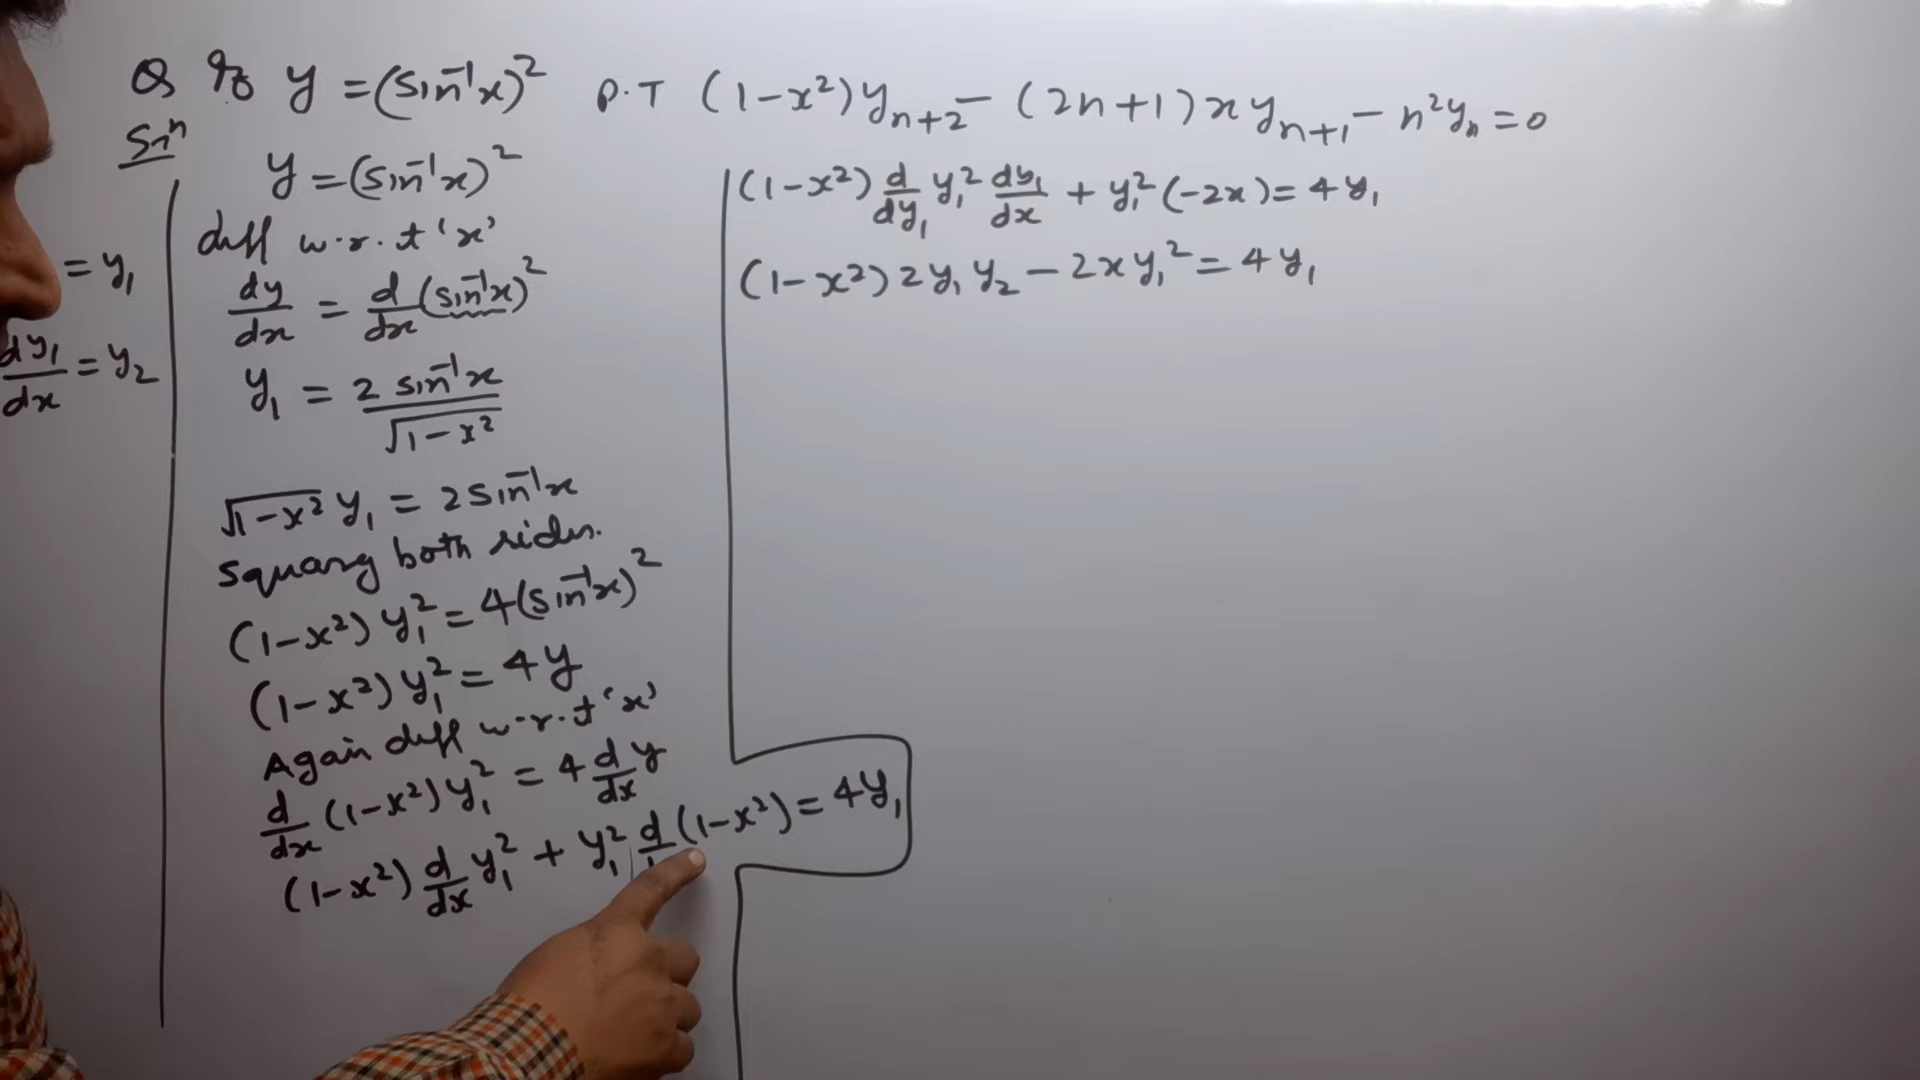 Q If y = (sin⁻¹x)² P.T (1-x²)yₙ₊₂ - (2n+1)xyₙ₊₁ - n²yₙ = 0
Solⁿ
y = (sin⁻¹x)²
diff w.r.t 'x'
dy/dx = d/dx (sin⁻¹x)²
y₁ = 2 sin⁻¹x / √1-x²
√1-x² y₁ = 2 sin⁻¹x
squaring both sides.
(1-x²) y₁² = 4(sin⁻¹x)²
(1-x²) y₁² = 4y
Again diff w.r.t 'x'
d/dx (1-x²) y₁² = 4 d/dx y
(1-x²) d/dx y₁² + y₁² d (1-x²) = 4y₁
= y₁
dy₁/dx = y₂
(1-x²) d/dy₁ y₁² dy₁/dx + y₁² (-2x) = 4y₁
(1-x²) 2y₁ y₂ - 2xy₁² = 4y₁